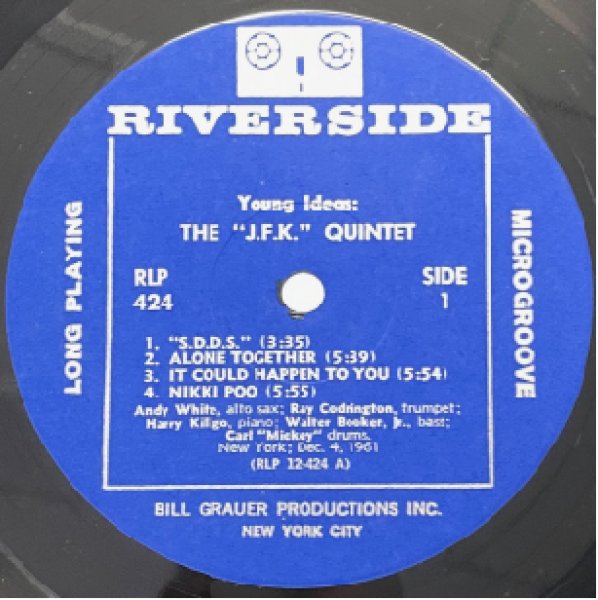 RIVERSIDE
Young Ideas:
THE "J.F.K." QUINTET
RLP
424
SIDE
1
LONG PLAYING
MICROGROOVE
1. "S.D.D.S." (3:35)
2. ALONE TOGETHER (5:39)
3. IT COULD HAPPEN TO YOU (5:54)
4. NIKKI POO (5:55)
Andy White, alto sax; Ray Codrington, trumpet;
Harry Killgo, piano; Walter Booker, Jr., bass;
Carl "Mickey" drums.
New York; Dec. 4, 1961
(RLP 12-424 A)
BILL GRAUER PRODUCTIONS INC.
NEW YORK CITY